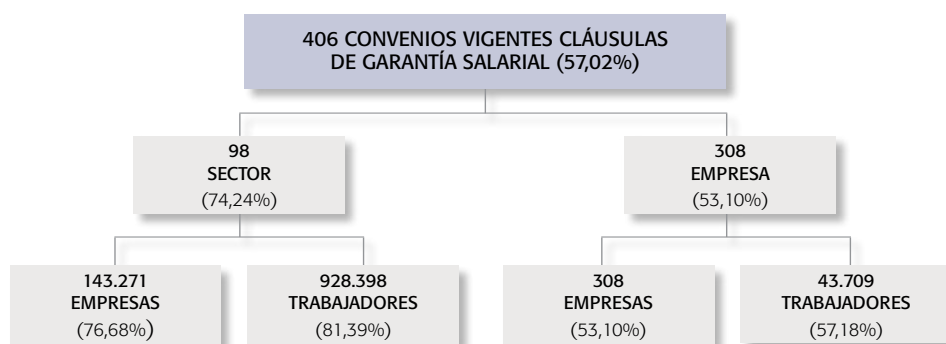 406 CONVENIOS VIGENTES CLÁUSULAS
DE GARANTÍA SALARIAL (57,02%)
98
SECTOR
(74,24%)
308
EMPRESA
(53,10%)
143.271
EMPRESAS
(76,68%)
928.398
TRABAJADORES
(81,39%)
308
EMPRESAS
(53,10%)
43.709
TRABAJADORES
(57,18%)